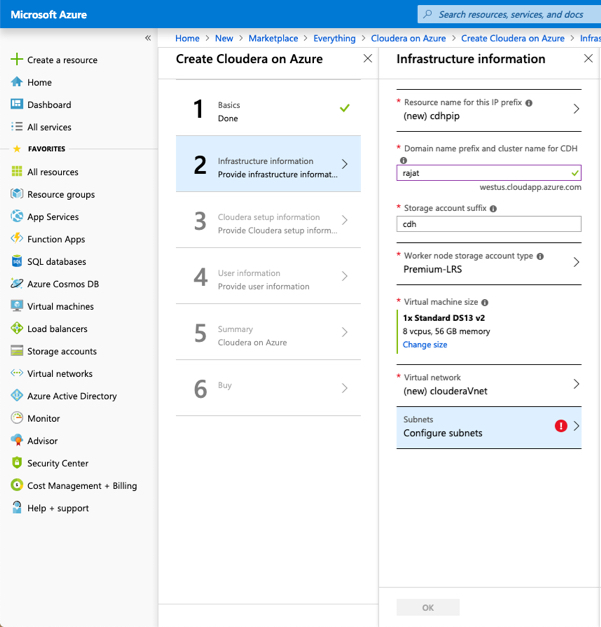 Microsoft Azure
Search resources, services, and docs
«
Create a resource
Home
Dashboard
All services
FAVORITES
All resources
Resource groups
App Services
Function Apps
SQL databases
Azure Cosmos DB
Virtual machines
Load balancers
Storage accounts
Virtual networks
Azure Active Directory
Monitor
Advisor
Security Center
Cost Management + Billing
Help + support
Home > New > Marketplace > Everything > Cloudera on Azure > Create Cloudera on Azure > Infras
Create Cloudera on Azure
1
Basics
Done
2
Infrastructure information
Provide infrastructure informat...
3
Cloudera setup information
Provide Cloudera setup inform...
4
User information
Provide user information
5
Summary
Cloudera on Azure
6
Buy
Infrastructure information
* Resource name for this IP prefix
(new) cdhpip
* Domain name prefix and cluster name for CDH
rajat
westus.cloudapp.azure.com
* Storage account suffix
cdh
* Worker node storage account type
Premium-LRS
* Virtual machine size
1x Standard DS13 v2
8 vcpus, 56 GB memory
Change size
* Virtual network
(new) clouderaVnet
Subnets
Configure subnets
OK